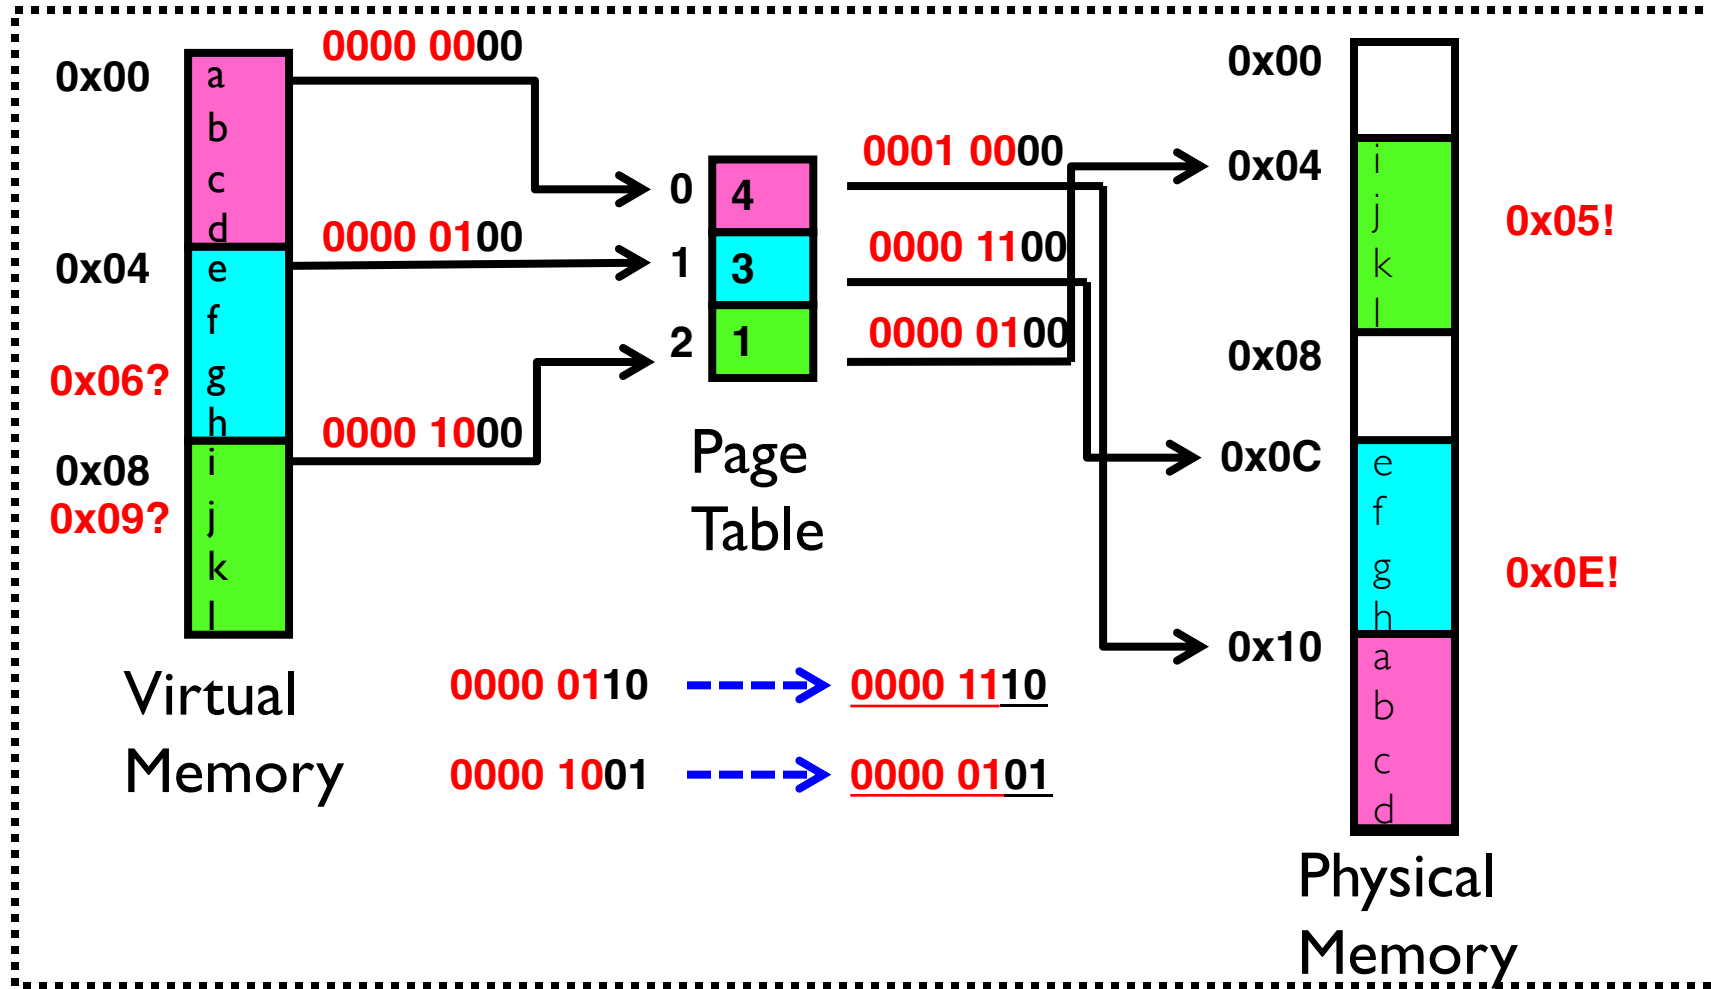 0x00
a
b
c
d
0x04
e
f
0x06?
g
h
0x08
i
0x09?
j
k
l
Virtual
Memory
0000 0000
0000 0100
0000 1000
0 4
1 3
2 1
Page
Table
0001 0000
0000 1100
0000 0100
0000 0110 0000 1110
0000 1001 0000 0101
0x00
0x04
i
j
k
l
0x05!
0x08
0x0C
e
f
g
h
0x0E!
0x10
a
b
c
d
Physical
Memory